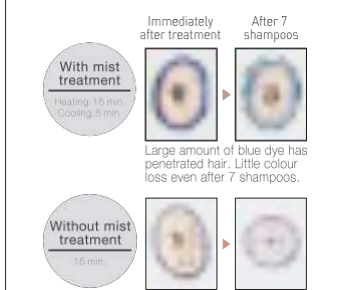 Immediately
after treatment
After 7
shampoos
With mist
treatment
Heating: 15 min.
Cooling: 5 min.
Large amount of blue dye has
penetrated hair. Little colour
loss even after 7 shampoos.
Without mist
treatment
15 min.